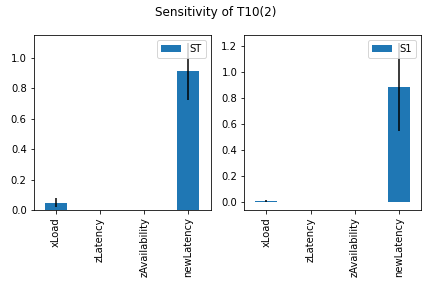 Sensitivity of T10(2)
ST
1.0
0.8
0.6
0.4
0.2
0.0
xLoad
zLatency
zAvailability
newLatency
S1
1.2
1.0
0.8
0.6
0.4
0.2
0.0
xLoad
zLatency
zAvailability
newLatency